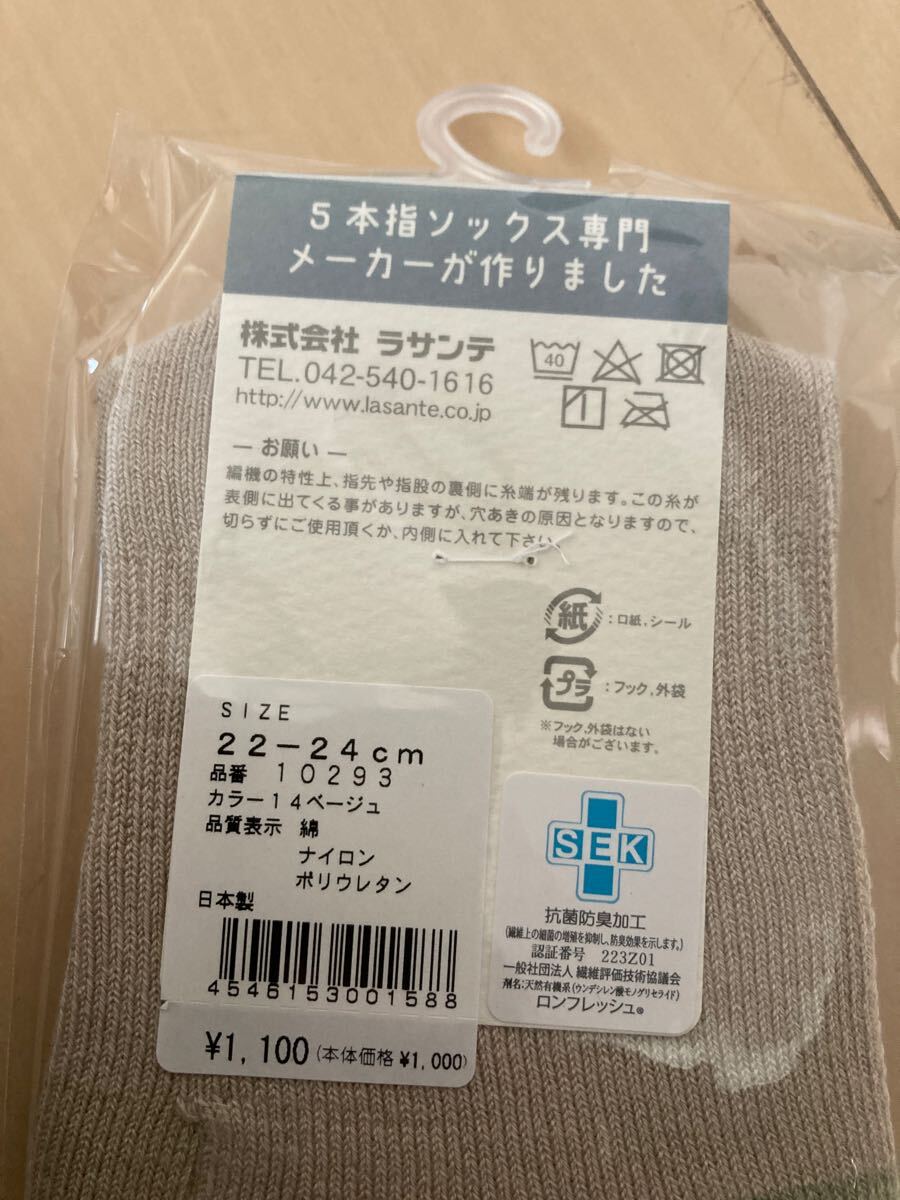 5本指ソックス専門
メーカーが作りました
株式会社 ラサンテ
TEL.042-540-1616
http://www.lasante.co.jp
40
1
― お願い ―
編機の特性上、指先や指股の裏側に糸端が残ります。この糸が
表側に出てくる事がありますが、穴あきの原因となりますので、
切らずにご使用頂くか、内側に入れて下さい。
紙
:口紙、シール
プラ
:フック、外袋
※フック、外袋はない
場合がございます。
SIZE
22-24cm
品番 10293
カラー14ベージュ
品質表示 綿
ナイロン
ポリウレタン
日本製
4546153001588
¥1,100(本体価格 ¥1,000)
SEK
抗菌防臭加工
(繊維上の細菌の増殖を抑制し、防臭効果を示します。)
認証番号 223Z01
一般社団法人 繊維評価技術協議会
剤名:天然有機系(ウンデシレン酸モノグリセライド)
ロンフレッシュ®